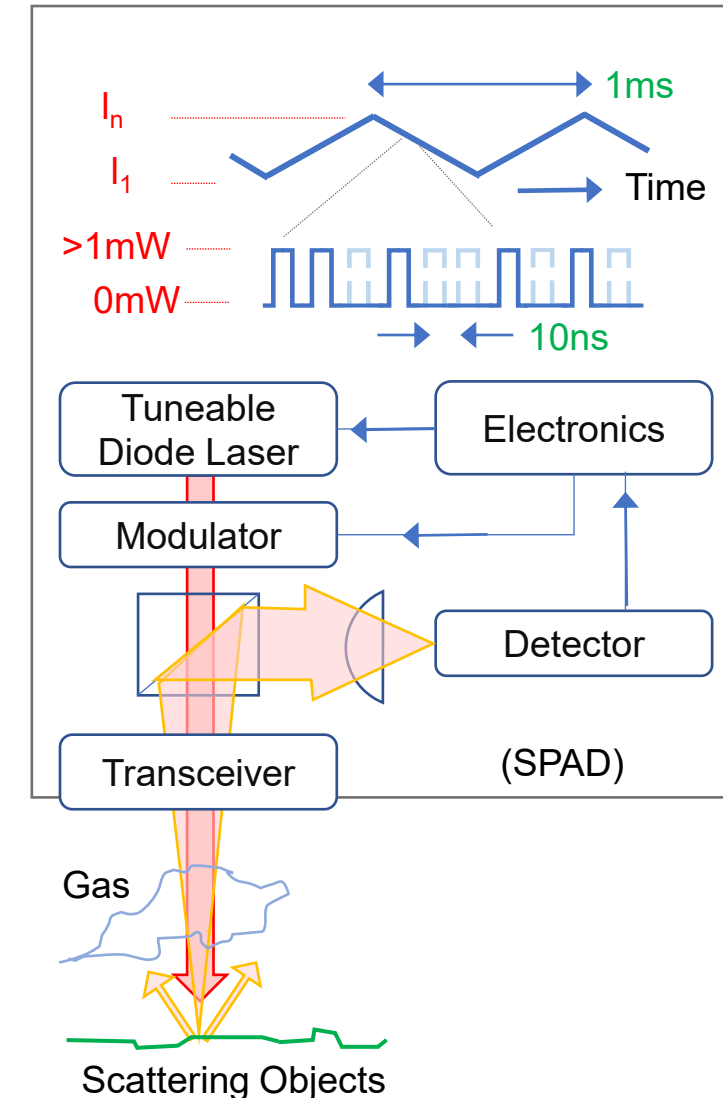 1ms
Iₙ
I₁
Time
>1mW
0mW
10ns
Tuneable
Diode Laser
Electronics
Modulator
Detector
Transceiver
(SPAD)
Gas
Scattering Objects